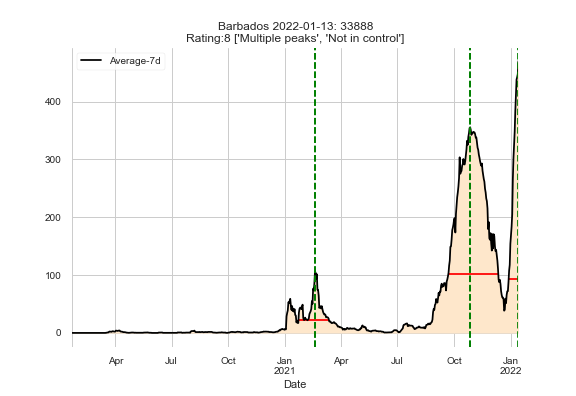 Barbados 2022-01-13: 33888
Rating:8 ['Multiple peaks', 'Not in control']
Average-7d
400
300
200
100
0
Apr Jul Oct Jan Apr Jul Oct Jan
2021 2022
Date